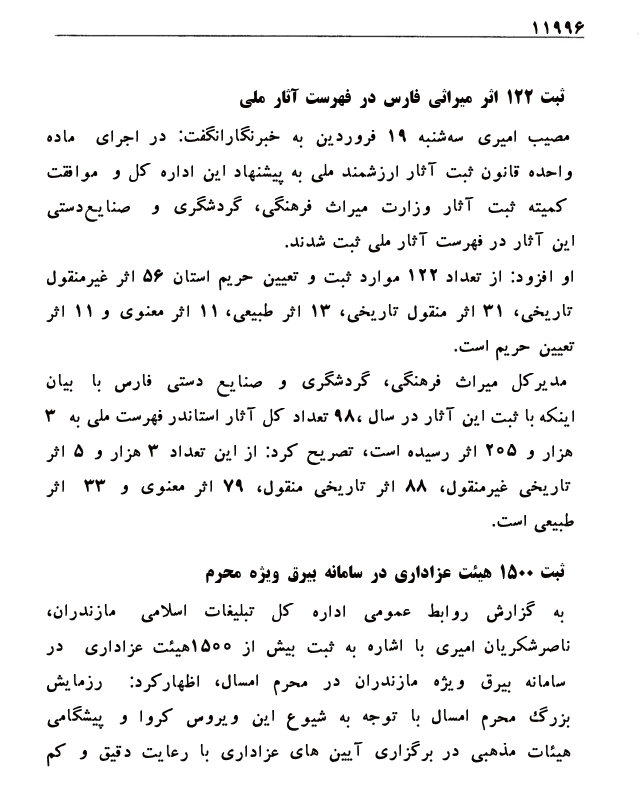 ۱۱۹۹۶
ثبت ۱۲۲ اثر میراثی فارس در فهرست آثار ملی
مصیب امیری سه‌شنبه ۱۹ فروردین به خبرنگارانگفت: در اجرای ماده
واحده قانون ثبت آثار ارزشمند ملی به پیشنهاد این اداره کل و موافقت
کمیته ثبت آثار وزارت میراث فرهنگی، گردشگری و صنایع‌دستی
این آثار در فهرست آثار ملی ثبت شدند.
او افزود: از تعداد ۱۲۲ موارد ثبت و تعیین حریم استان ۵۶ اثر غیرمنقول
تاریخی، ۳۱ اثر منقول تاریخی، ۱۳ اثر طبیعی، ۱۱ اثر معنوی و ۱۱ اثر
تعیین حریم است.
مدیرکل میراث فرهنگی، گردشگری و صنایع دستی فارس با بیان
اینکه با ثبت این آثار در سال ۹۸، تعداد کل آثار استاندر فهرست ملی به ۳
هزار و ۲۰۵ اثر رسیده است، تصریح کرد: از این تعداد ۳ هزار و ۵ اثر
تاریخی غیرمنقول، ۸۸ اثر تاریخی منقول، ۷۹ اثر معنوی و ۳۳ اثر
طبیعی است.
ثبت ۱۵۰۰ هیئت عزاداری در سامانه بیرق ویژه محرم
به گزارش روابط عمومی اداره کل تبلیغات اسلامی مازندران،
ناصرشکریان امیری با اشاره به ثبت بیش از ۱۵۰۰هیئت عزاداری در
سامانه بیرق ویژه مازندران در محرم امسال، اظهارکرد: رزمایش
بزرگ محرم امسال با توجه به شیوع این ویروس کروا و پیشگامی
هیئات مذهبی در برگزاری آیین های عزاداری با رعایت دقیق و کم